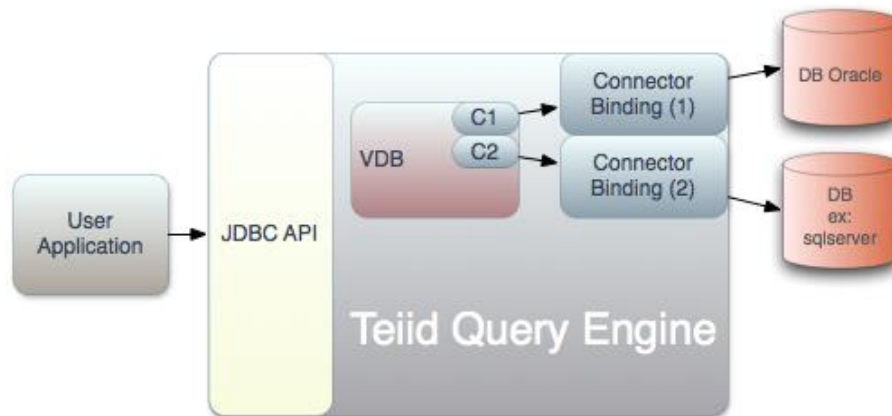 User
Application
JDBC API
VDB
C1
C2
Connector
Binding (1)
Connector
Binding (2)
DB Oracle
DB
ex:
sqlserver
Teiid Query Engine